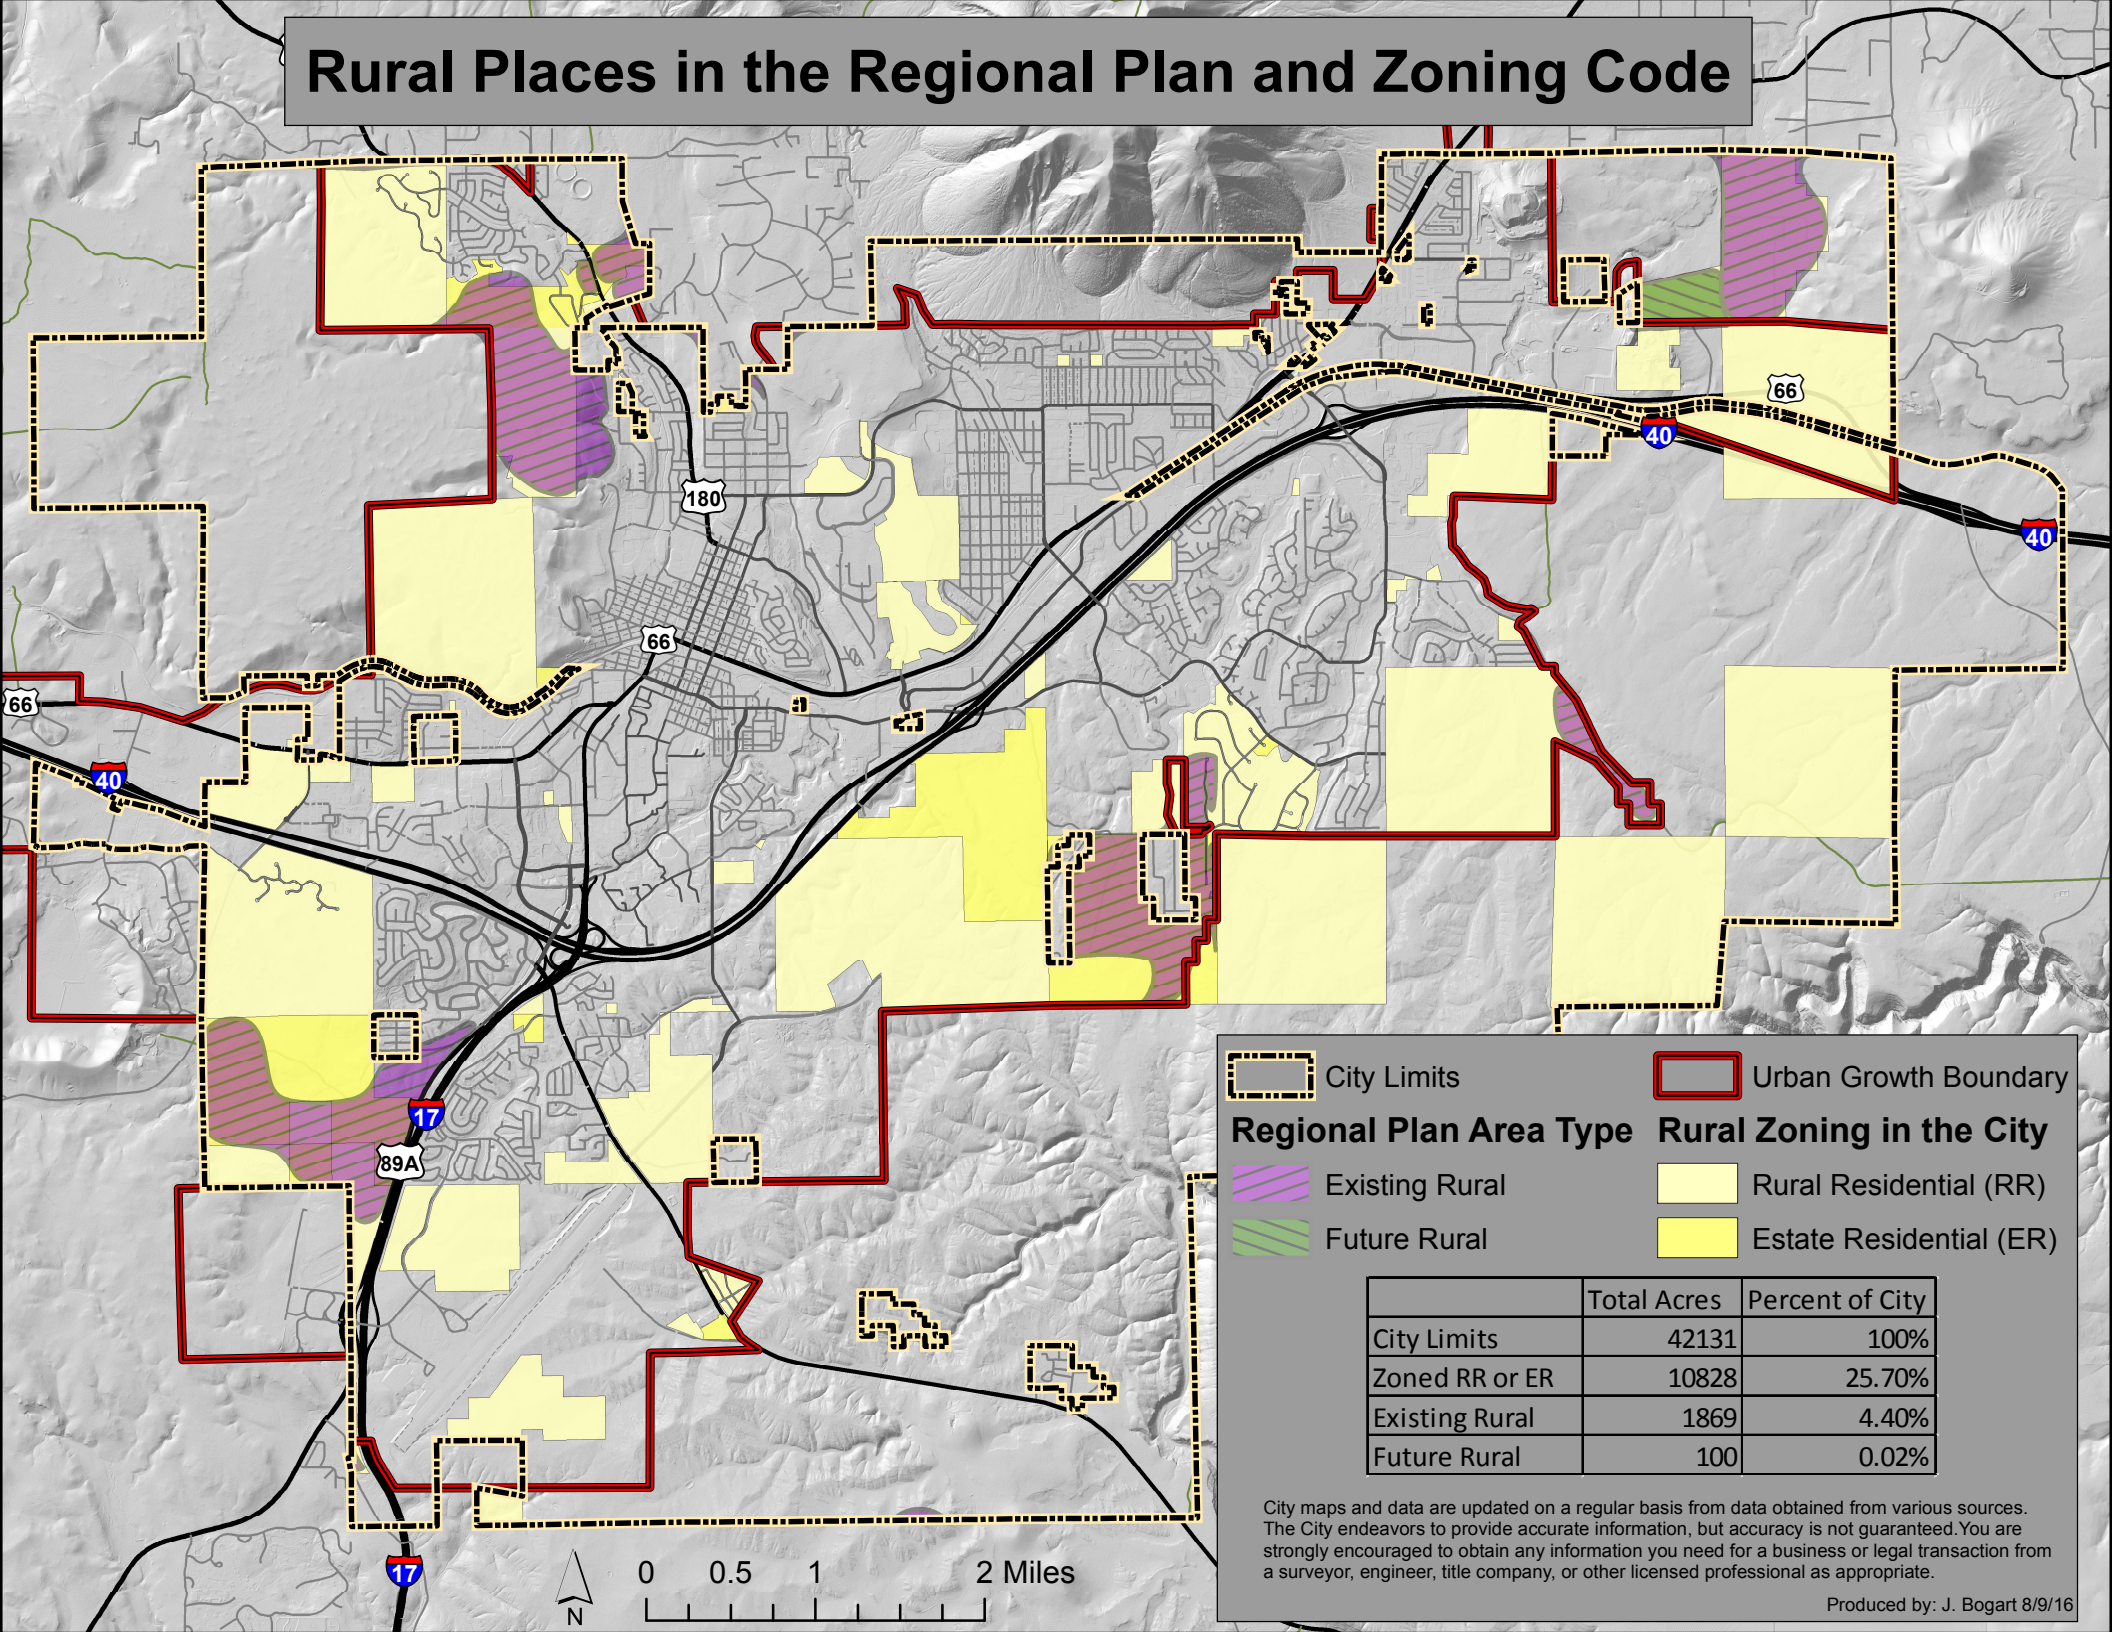 Rural Places in the Regional Plan and Zoning Code
66
40
40
180
66
66
40
17
89A
17
City Limits
Urban Growth Boundary
Regional Plan Area Type
Rural Zoning in the City
Existing Rural
Rural Residential (RR)
Future Rural
Estate Residential (ER)
Total Acres Percent of City
City Limits 42131 100%
Zoned RR or ER 10828 25.70%
Existing Rural 1869 4.40%
Future Rural 100 0.02%
City maps and data are updated on a regular basis from data obtained from various sources.
The City endeavors to provide accurate information, but accuracy is not guaranteed.You are
strongly encouraged to obtain any information you need for a business or legal transaction from
a surveyor, engineer, title company, or other licensed professional as appropriate.
Produced by: J. Bogart 8/9/16
N
0 0.5 1 2 Miles